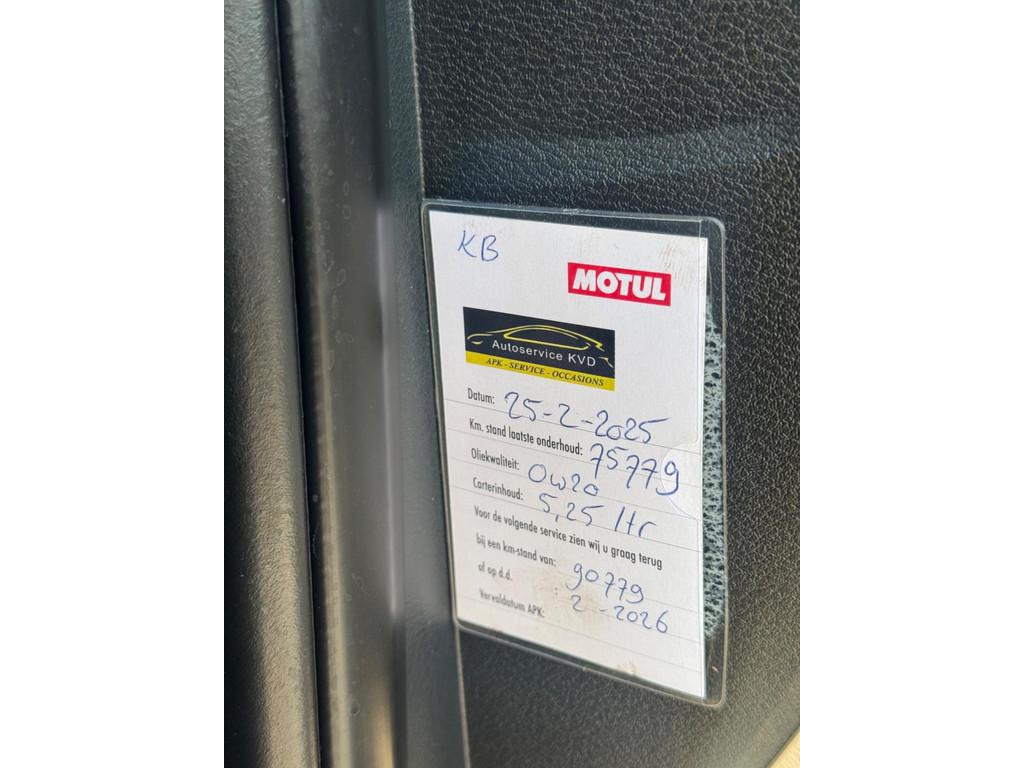 KB
MOTUL
Autoservice KVD
APK - SERVICE - OCCASIONS
Datum: 25-2-2025
Km. stand laatste onderhoud: 75779
Oliekwaliteit: 0w20
Carterinhoud: 5,25 ltr
Voor de volgende service zien wij u graag terug
bij een km-stand van: 90779
of op d.d. 2-2026
Vervaldatum APK: